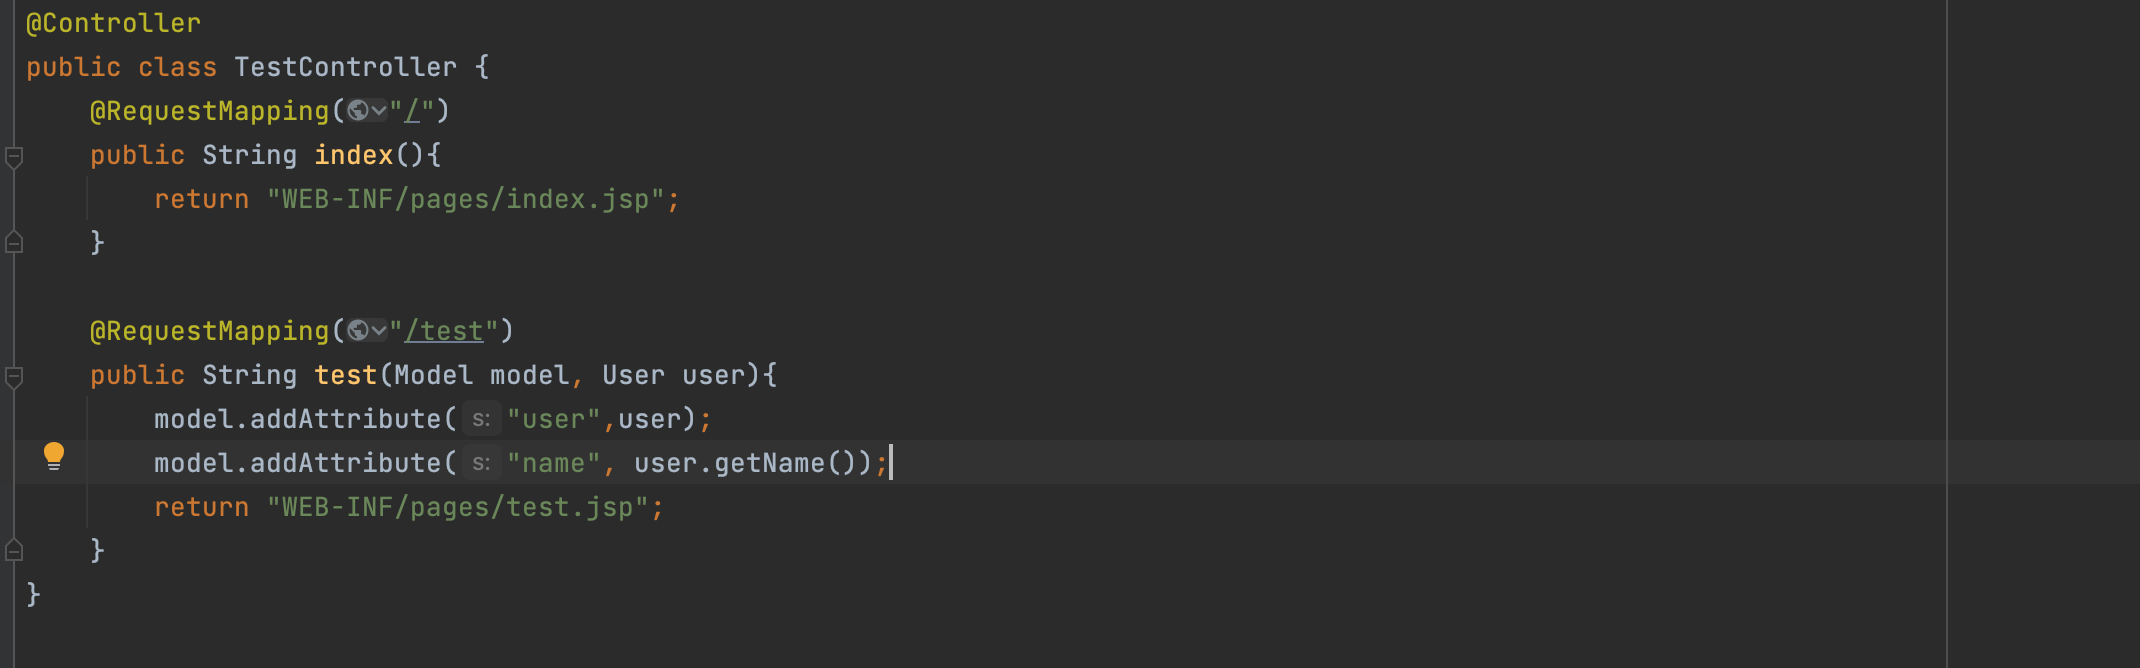 @Controller
public class TestController {
@RequestMapping("/")
public String index(){
return "WEB-INF/pages/index.jsp";
}
@RequestMapping("/test")
public String test(Model model, User user){
model.addAttribute( s: "user",user);
model.addAttribute( s: "name", user.getName());
return "WEB-INF/pages/test.jsp";
}
}